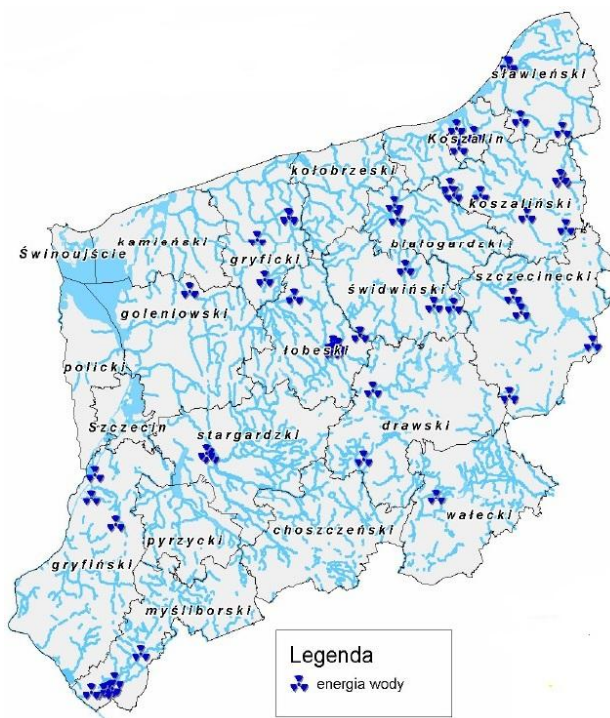 sławieński
Koszalin
kołobrzeski
koszaliński
kamieński
gryficki
białogardzki
Świnoujście
świdwiński
szczecinecki
goleniowski
łobeski
policki
Szczecin
stargardzki
drawski
wałecki
choszczeński
pyrzycki
gryfiński
myśliborski
Legenda
energia wody